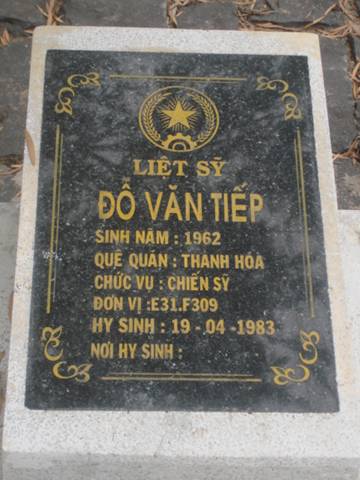 LIỆT SỸ
ĐỖ VĂN TIẾP
SINH NĂM : 1962
QUÊ QUÁN : THANH HÓA
CHỨC VỤ : CHIẾN SỸ
ĐƠN VỊ :E31.F309
HY SINH : 19 - 04 -1983
NƠI HY SINH :